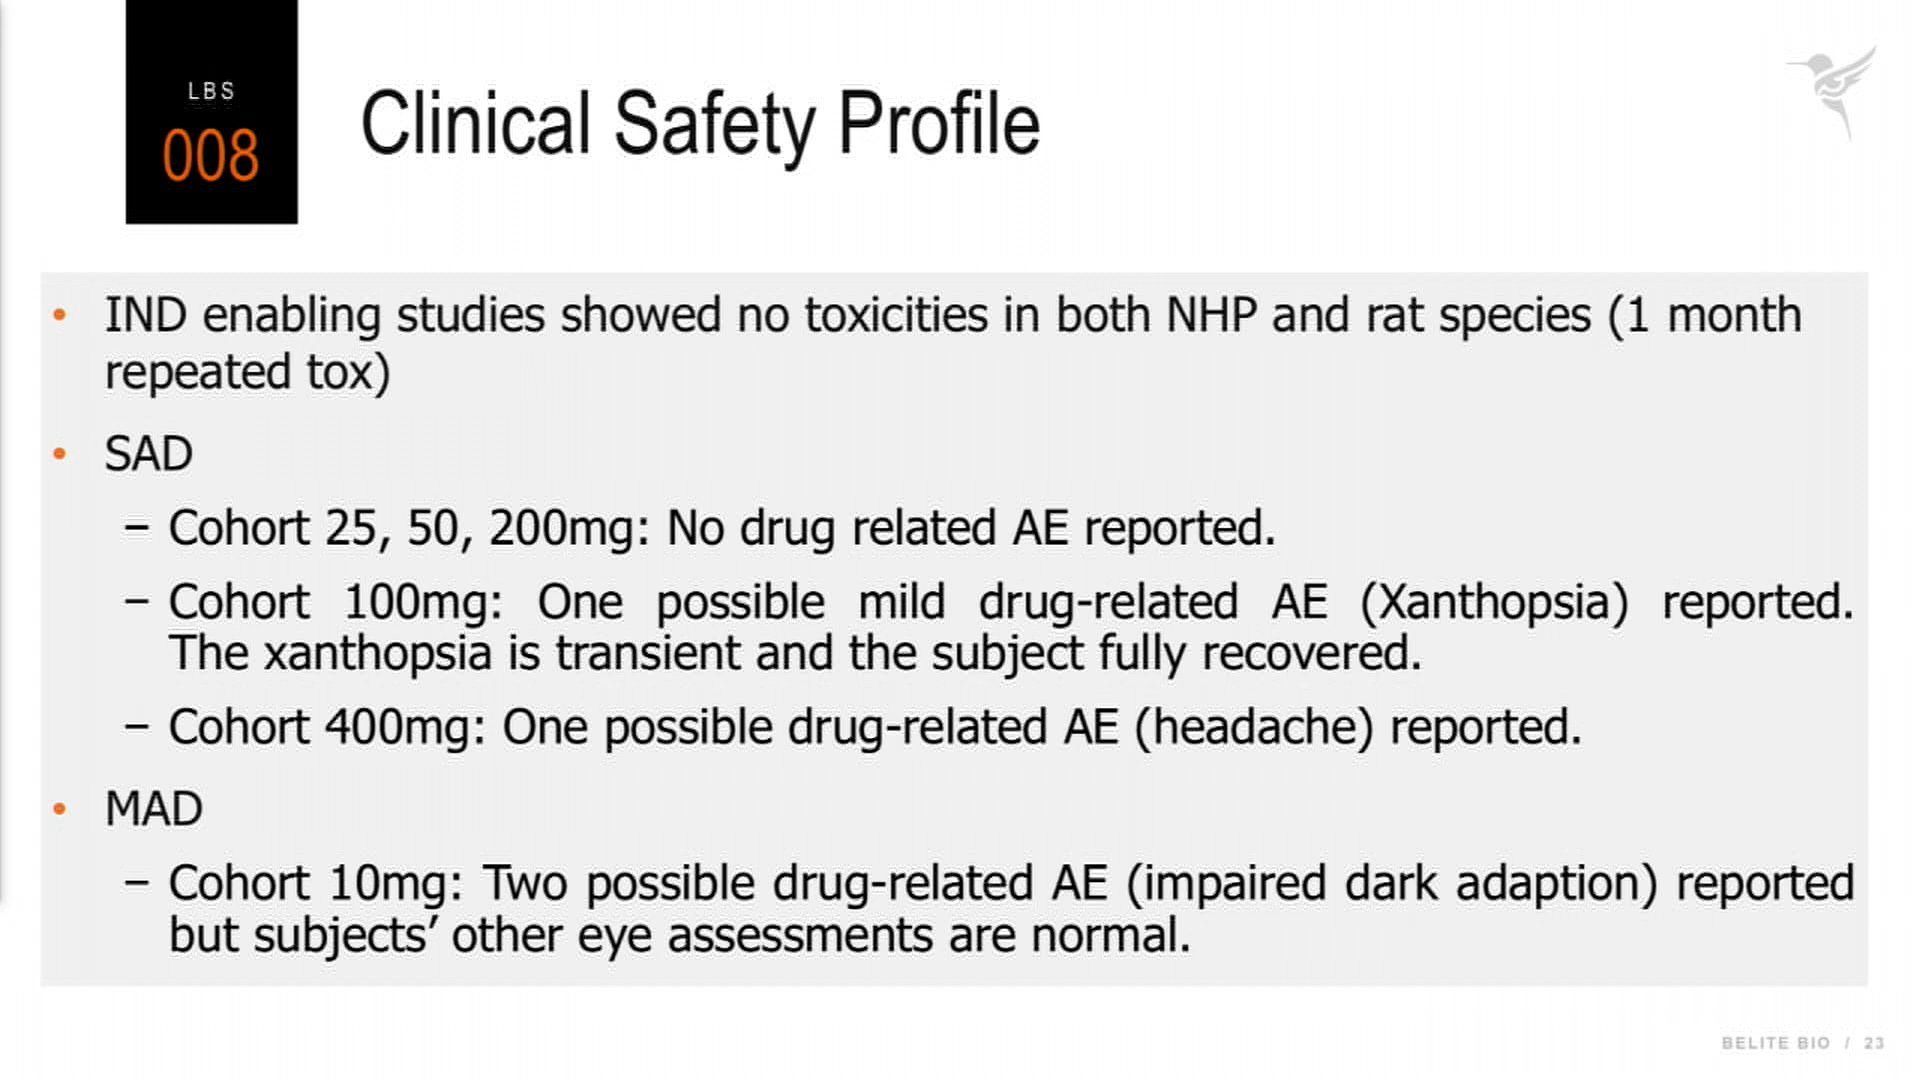 LBS
008
Clinical Safety Profile
• IND enabling studies showed no toxicities in both NHP and rat species (1 month
repeated tox)
• SAD
– Cohort 25, 50, 200mg: No drug related AE reported.
– Cohort 100mg: One possible mild drug-related AE (Xanthopsia) reported.
The xanthopsia is transient and the subject fully recovered.
– Cohort 400mg: One possible drug-related AE (headache) reported.
• MAD
– Cohort 10mg: Two possible drug-related AE (impaired dark adaption) reported
but subjects’ other eye assessments are normal.
BELITE BIO / 23